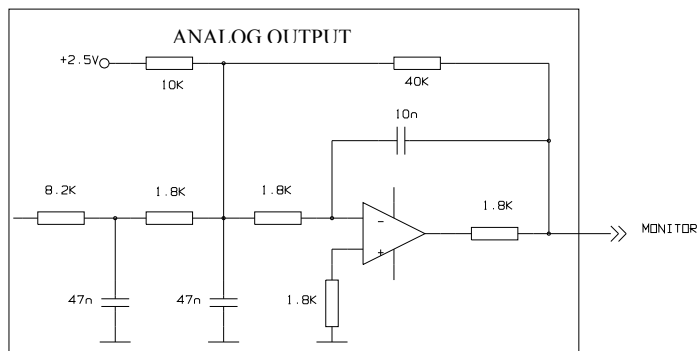 ANALOG OUTPUT
+2.5V
10K
40K
10n
8.2K
1.8K
1.8K
1.8K
MONITOR
-
+
47n
47n
1.8K